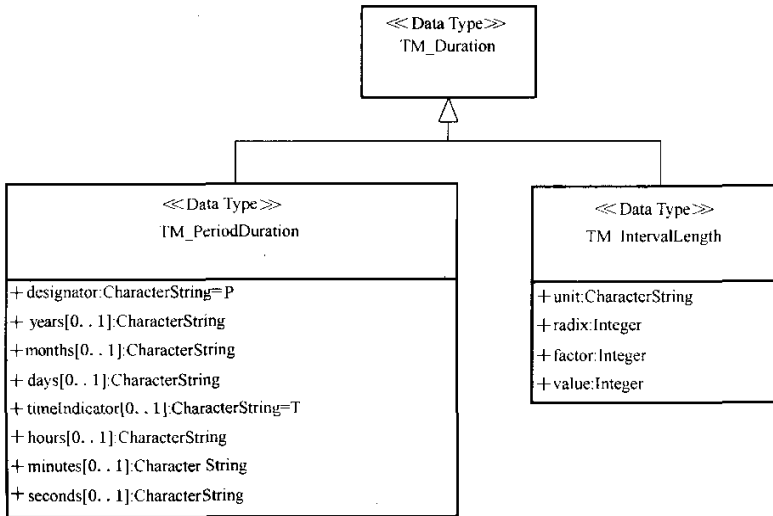 ≪Data Type≫
TM_Duration
≪Data Type≫
TM_PeriodDuration
+ designator:CharacterString=P
+ years[0. . 1]:CharacterString
+ months[0. . 1]:CharacterString
+ days[0. . 1]:CharacterString
+ timeIndicator[0. . 1]:CharacterString=T
+ hours[0. . 1]:CharacterString
+ minutes[0. . 1]:Character String
+ seconds[0. . 1]:CharacterString
≪Data Type≫
TM_IntervalLength
+ unit:CharacterString
+ radix:Integer
+ factor:Integer
+ value:Integer